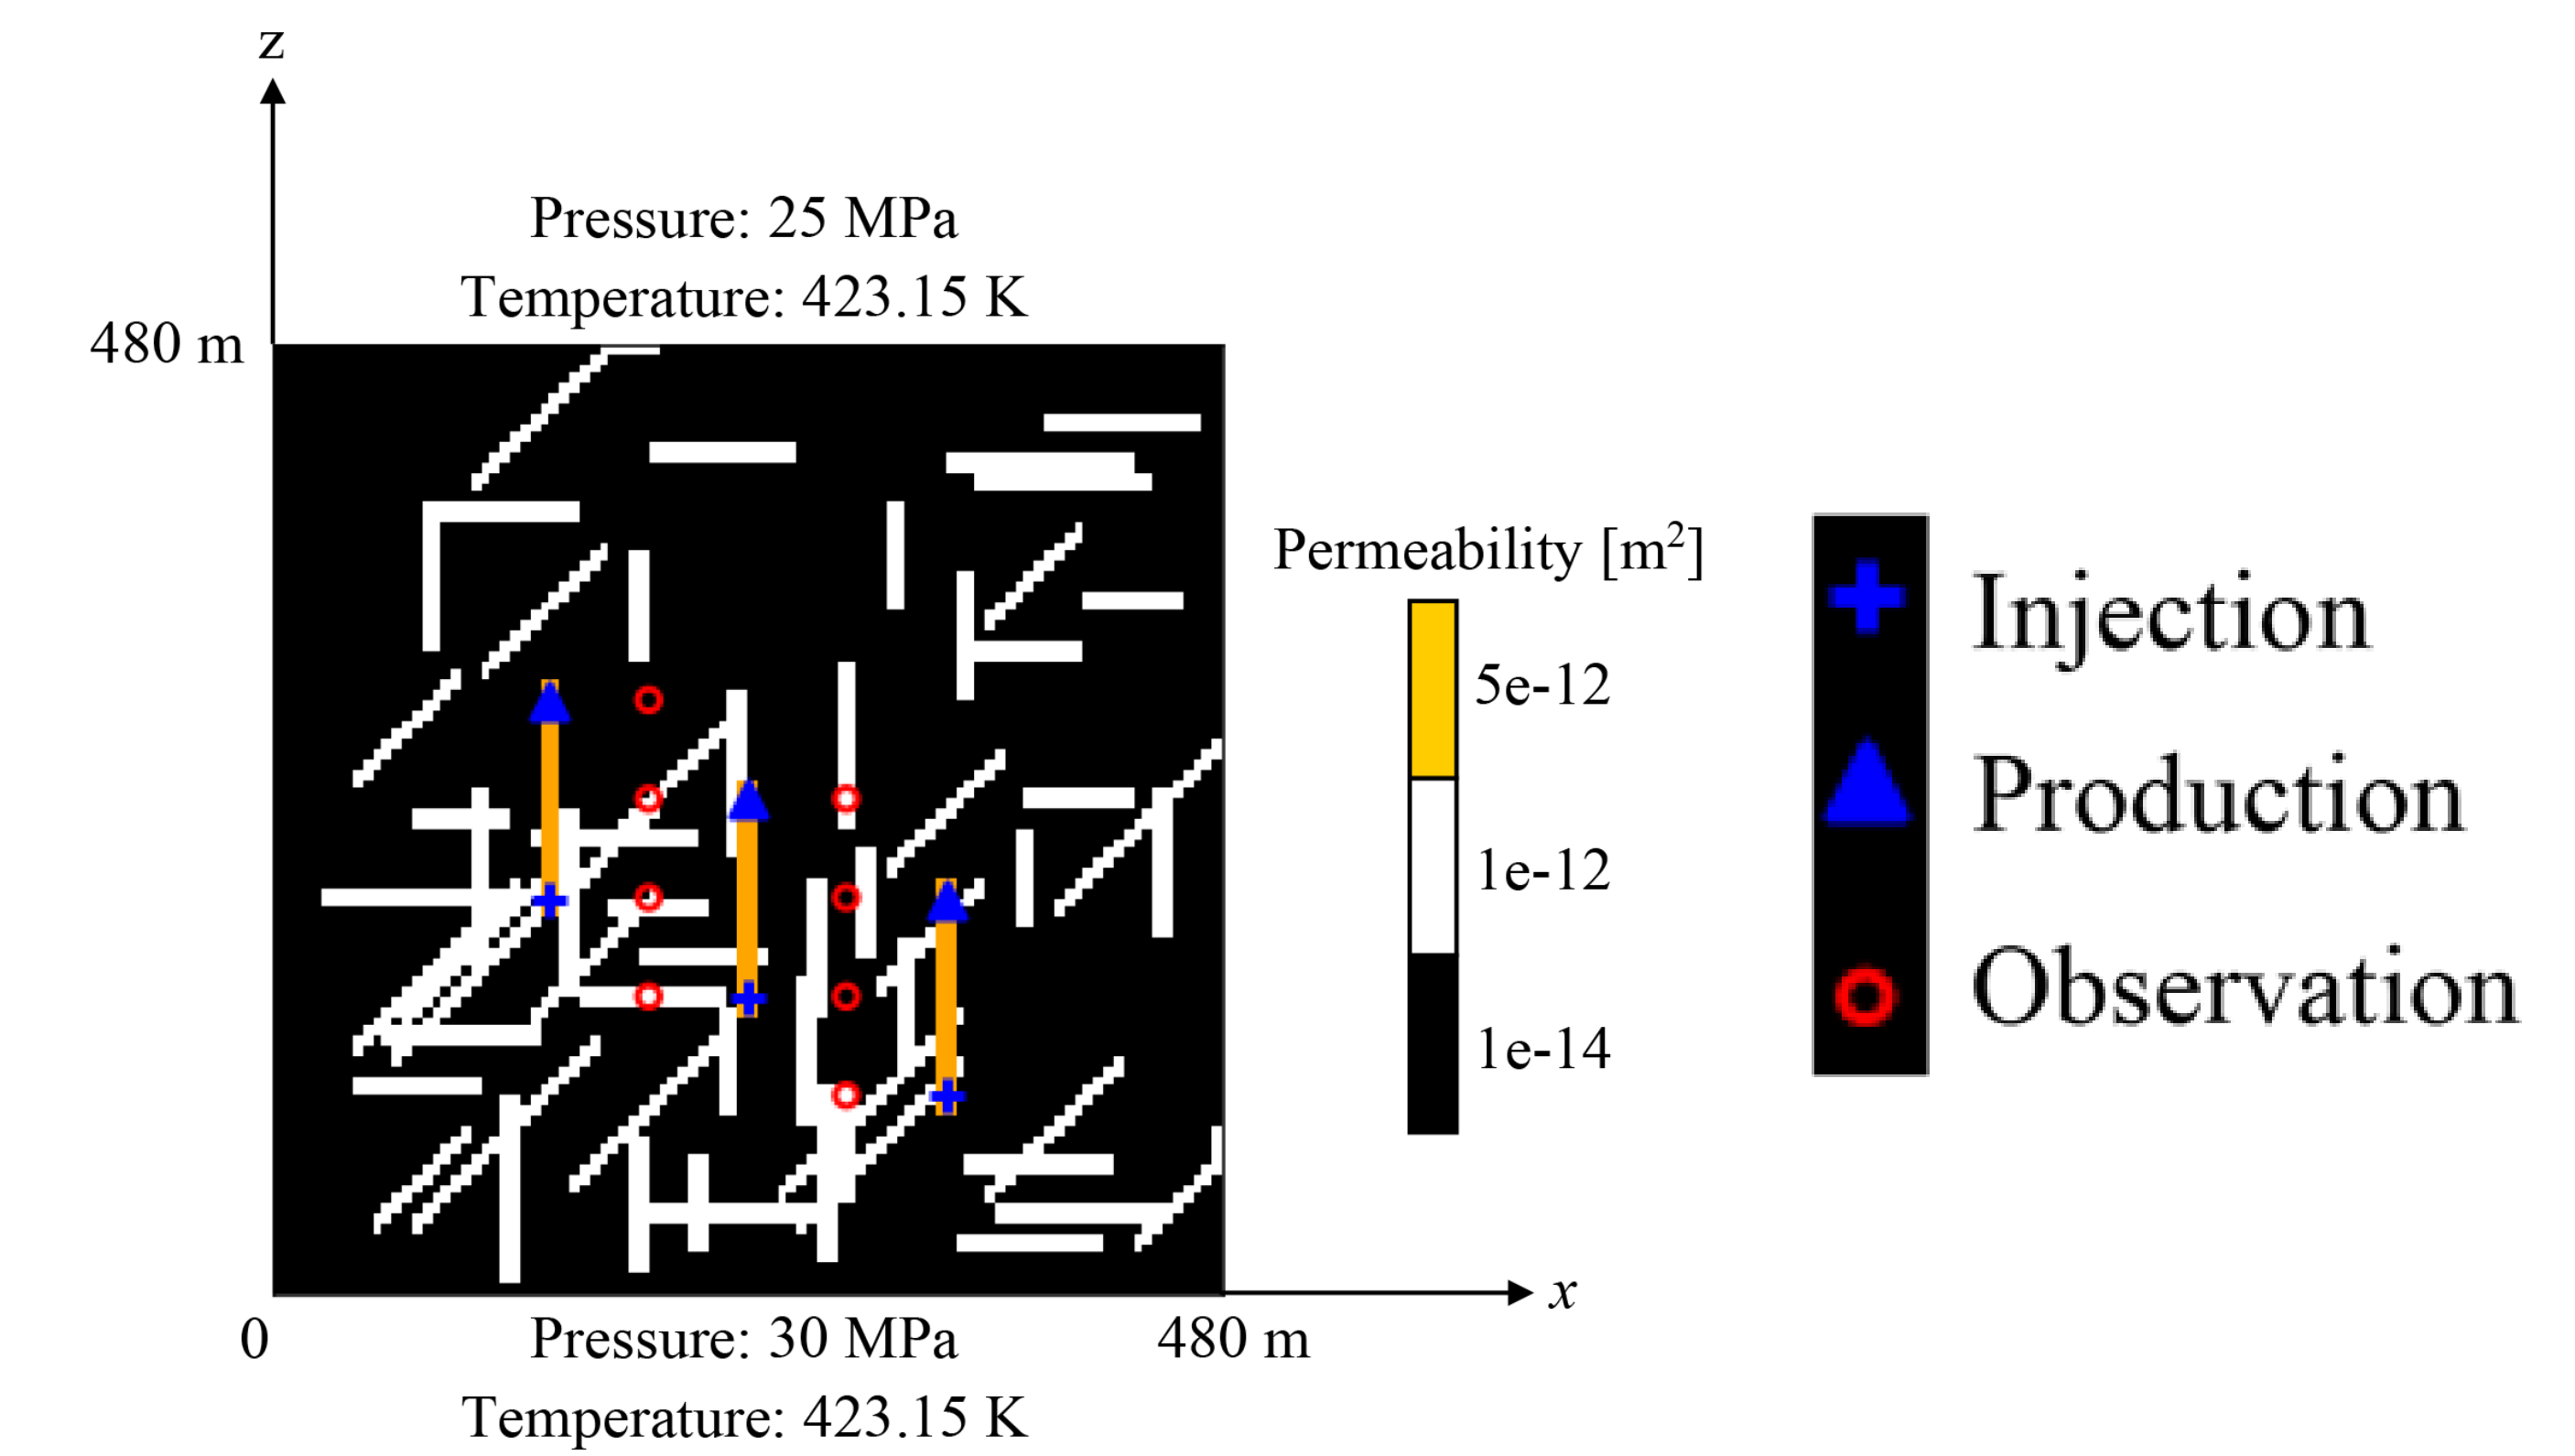 z
Pressure: 25 MPa
Temperature: 423.15 K
480 m
Permeability [m²]
5e-12
1e-12
1e-14
Injection
Production
Observation
x
0
Pressure: 30 MPa
480 m
Temperature: 423.15 K